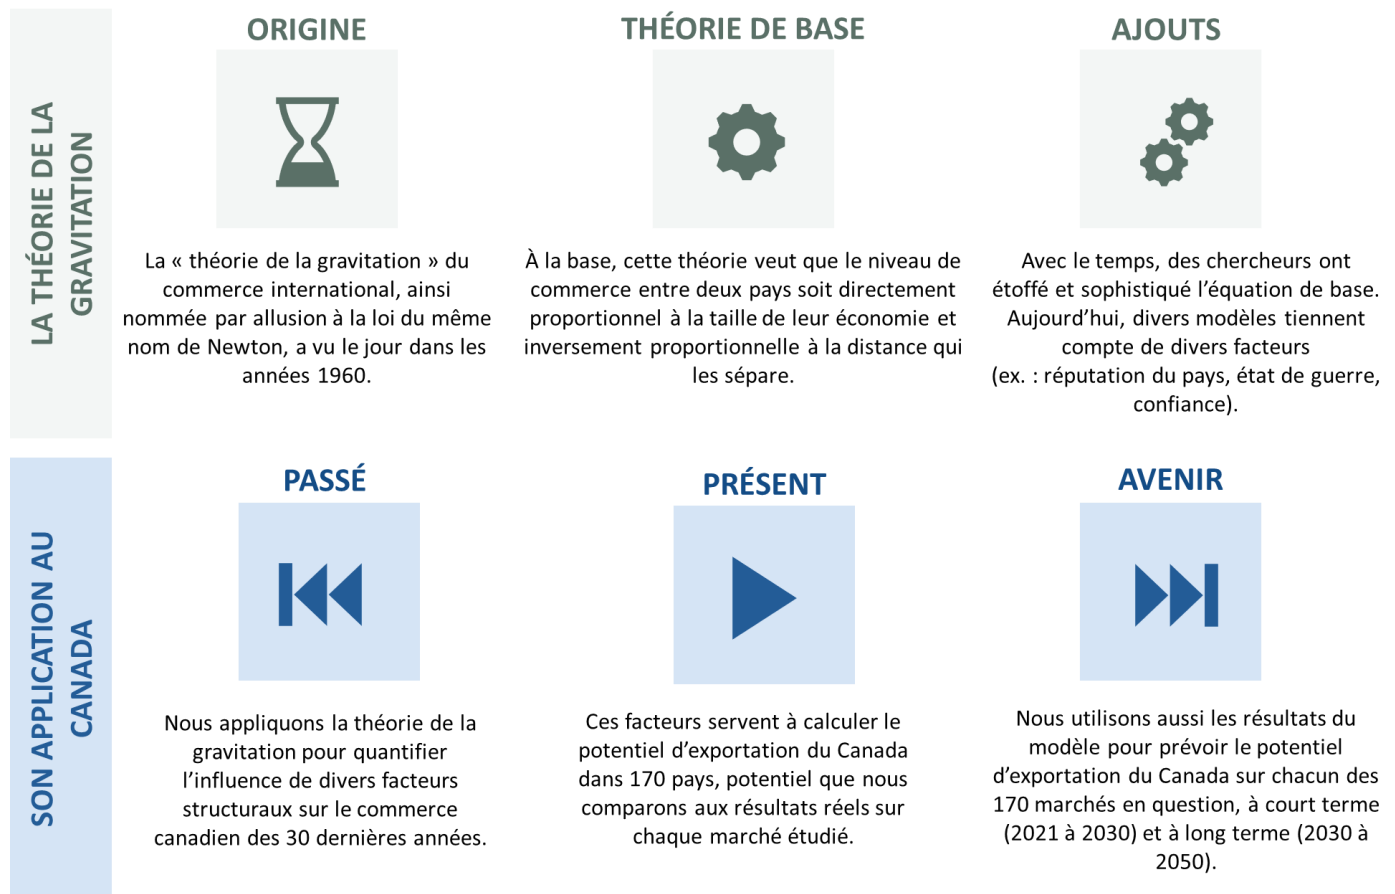 LA THÉORIE DE LA
GRAVITATION
ORIGINE
La « théorie de la gravitation » du
commerce international, ainsi
nommée par allusion à la loi du même
nom de Newton, a vu le jour dans les
années 1960.
THÉORIE DE BASE
À la base, cette théorie veut que le niveau de
commerce entre deux pays soit directement
proportionnel à la taille de leur économie et
inversement proportionnelle à la distance qui
les sépare.
AJOUTS
Avec le temps, des chercheurs ont
étoffé et sophistiqué l’équation de base.
Aujourd’hui, divers modèles tiennent
compte de divers facteurs
(ex. : réputation du pays, état de guerre,
confiance).
SON APPLICATION AU
CANADA
PASSÉ
Nous appliquons la théorie de la
gravitation pour quantifier
l’influence de divers facteurs
structuraux sur le commerce
canadien des 30 dernières années.
PRÉSENT
Ces facteurs servent à calculer le
potentiel d’exportation du Canada
dans 170 pays, potentiel que nous
comparons aux résultats réels sur
chaque marché étudié.
AVENIR
Nous utilisons aussi les résultats du
modèle pour prévoir le potentiel
d’exportation du Canada sur chacun des
170 marchés en question, à court terme
(2021 à 2030) et à long terme (2030 à
2050).